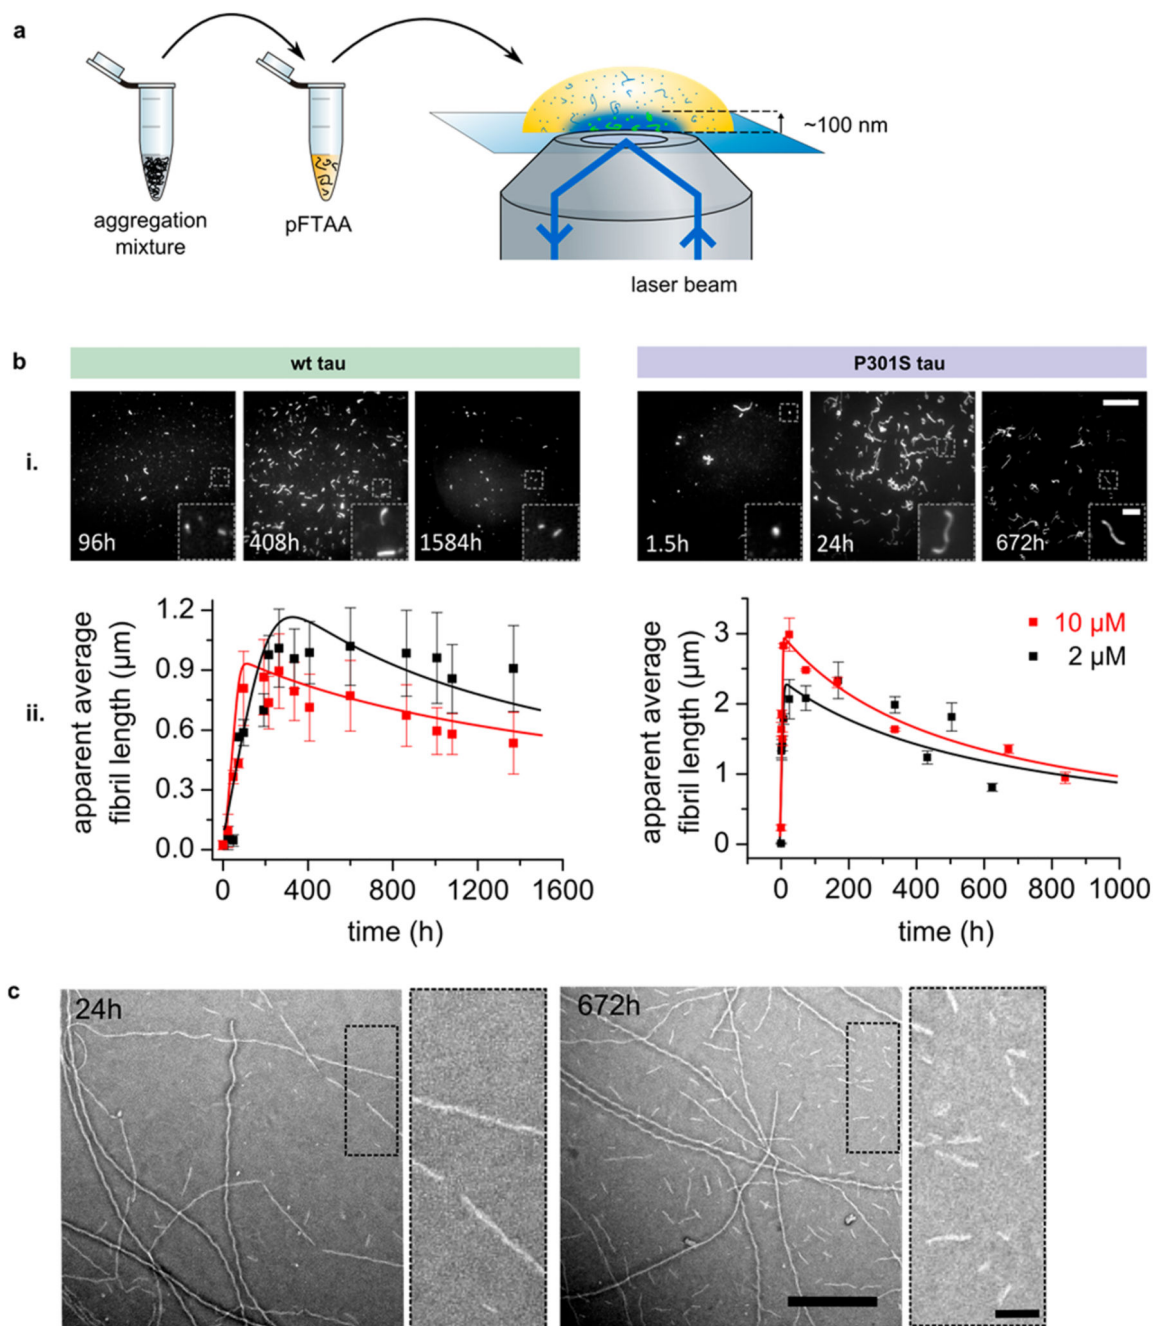 a
aggregation
mixture
pFTAA
~100 nm
laser beam
b
wt tau
P301S tau
i.
96h
408h
1584h
1.5h
24h
672h
ii.
apparent average
fibril length (µm)
1.2
0.9
0.6
0.3
0.0
0 400 800 1200 1600
time (h)
apparent average
fibril length (µm)
3
2
1
0
0 200 400 600 800 1000
time (h)
10 µM
2 µM
c
24h
672h